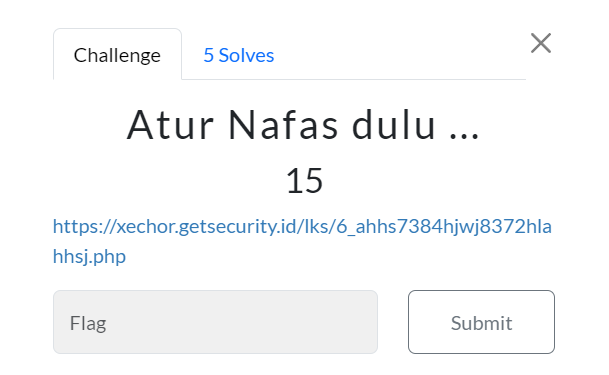 Challenge
5 Solves
Atur Nafas dulu ...
15
https://xechor.getsecurity.id/lks/6_ahhs7384hjwj8372hla
hhsj.php
Flag
Submit